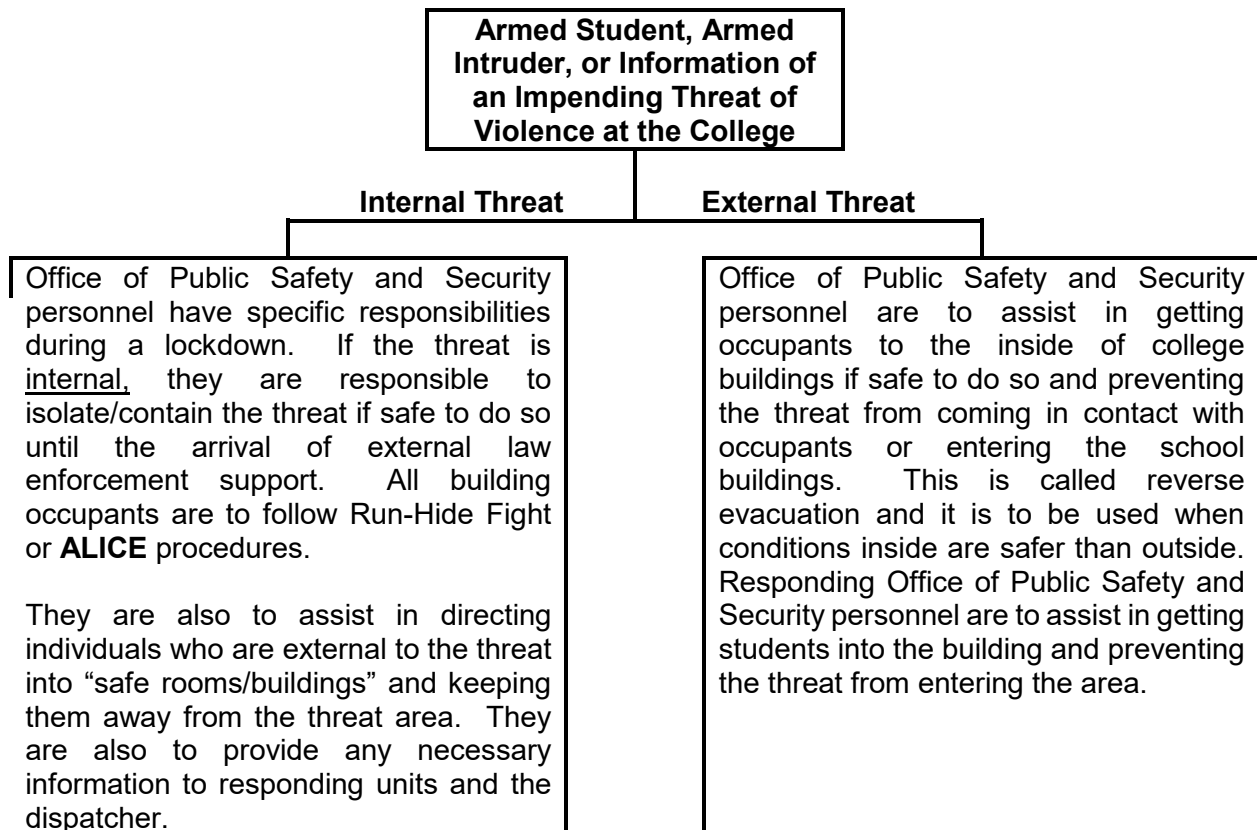 Armed Student, Armed
Intruder, or Information of
an Impending Threat of
Violence at the College
Internal Threat
External Threat
Office of Public Safety and Security
personnel have specific responsibilities
during a lockdown. If the threat is
internal, they are responsible to
isolate/contain the threat if safe to do so
until the arrival of external law
enforcement support. All building
occupants are to follow Run-Hide Fight
or ALICE procedures.
They are also to assist in directing
individuals who are external to the threat
into “safe rooms/buildings” and keeping
them away from the threat area. They
are also to provide any necessary
information to responding units and the
dispatcher.
Office of Public Safety and Security
personnel are to assist in getting
occupants to the inside of college
buildings if safe to do so and preventing
the threat from coming in contact with
occupants or entering the school
buildings. This is called reverse
evacuation and it is to be used when
conditions inside are safer than outside.
Responding Office of Public Safety and
Security personnel are to assist in getting
students into the building and preventing
the threat from entering the area.